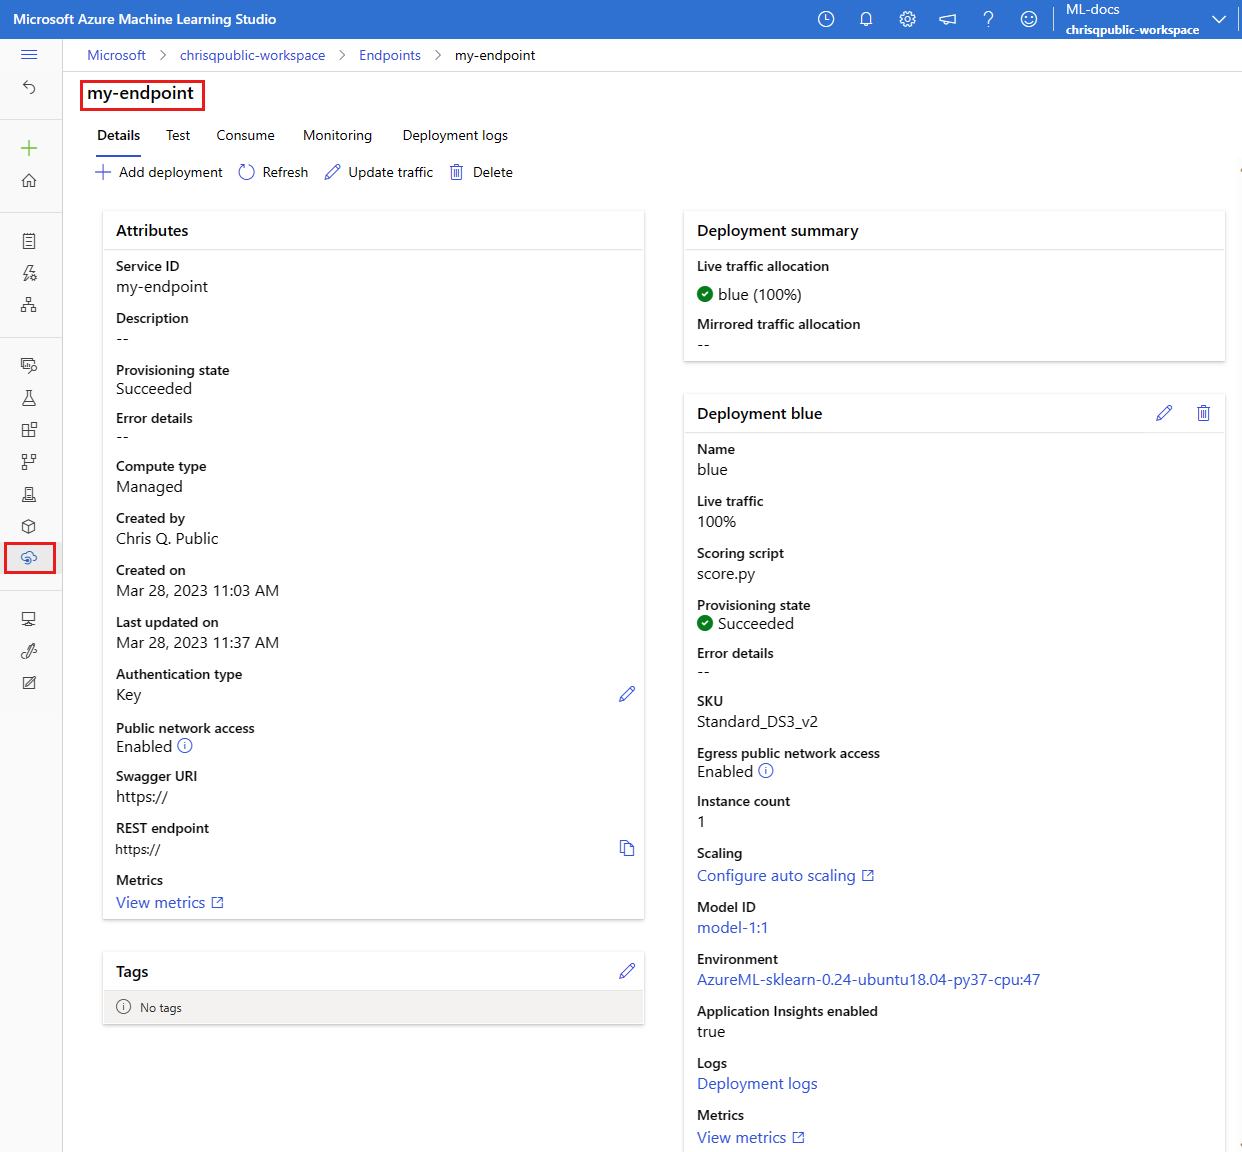 Microsoft Azure Machine Learning Studio
ML-docs
chrisqpublic-workspace
Microsoft > chrisqpublic-workspace > Endpoints > my-endpoint
my-endpoint
Details Test Consume Monitoring Deployment logs
Add deployment Refresh Update traffic Delete
Attributes
Service ID
my-endpoint
Description
--
Provisioning state
Succeeded
Error details
--
Compute type
Managed
Created by
Chris Q. Public
Created on
Mar 28, 2023 11:03 AM
Last updated on
Mar 28, 2023 11:37 AM
Authentication type
Key
Public network access
Enabled
Swagger URI
https://
REST endpoint
https://
Metrics
View metrics
Tags
No tags
Deployment summary
Live traffic allocation
blue (100%)
Mirrored traffic allocation
--
Deployment blue
Name
blue
Live traffic
100%
Scoring script
score.py
Provisioning state
Succeeded
Error details
--
SKU
Standard_DS3_v2
Egress public network access
Enabled
Instance count
1
Scaling
Configure auto scaling
Model ID
model-1:1
Environment
AzureML-sklearn-0.24-ubuntu18.04-py37-cpu:47
Application Insights enabled
true
Logs
Deployment logs
Metrics
View metrics